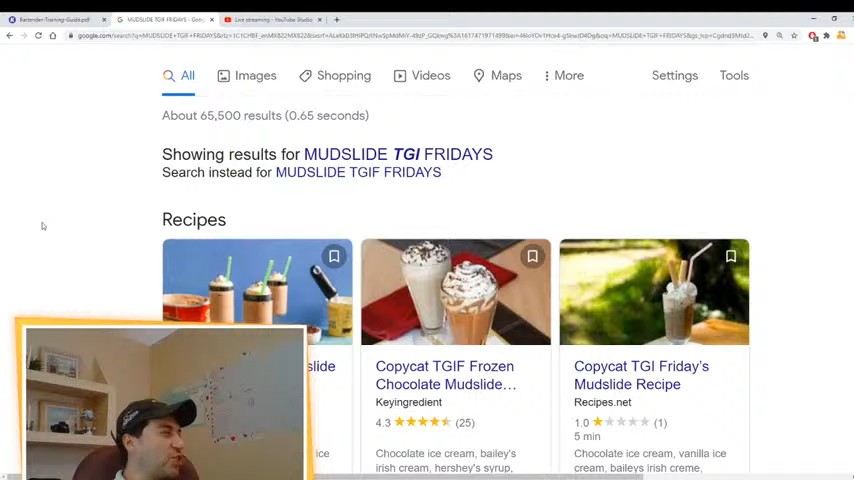 Bartender-Training-Guide.pdf
MUDSLIDE TGIF FRIDAYS - Goo
Live streaming - YouTube Studio
All
Images
Shopping
Videos
Maps
More
Settings
Tools
About 65,500 results (0.65 seconds)
Showing results for MUDSLIDE TGI FRIDAYS
Search instead for MUDSLIDE TGIF FRIDAYS
Recipes
slide
Copycat TGIF Frozen
Chocolate Mudslide…
Keyingredient
4.3
(25)
Chocolate ice cream, bailey's
irish cream, hershey's syrup,
Copycat TGI Friday's
Mudslide Recipe
Recipes.net
1.0
(1)
5 min
Chocolate ice cream, vanilla ice
cream, baileys irish creme,
ice